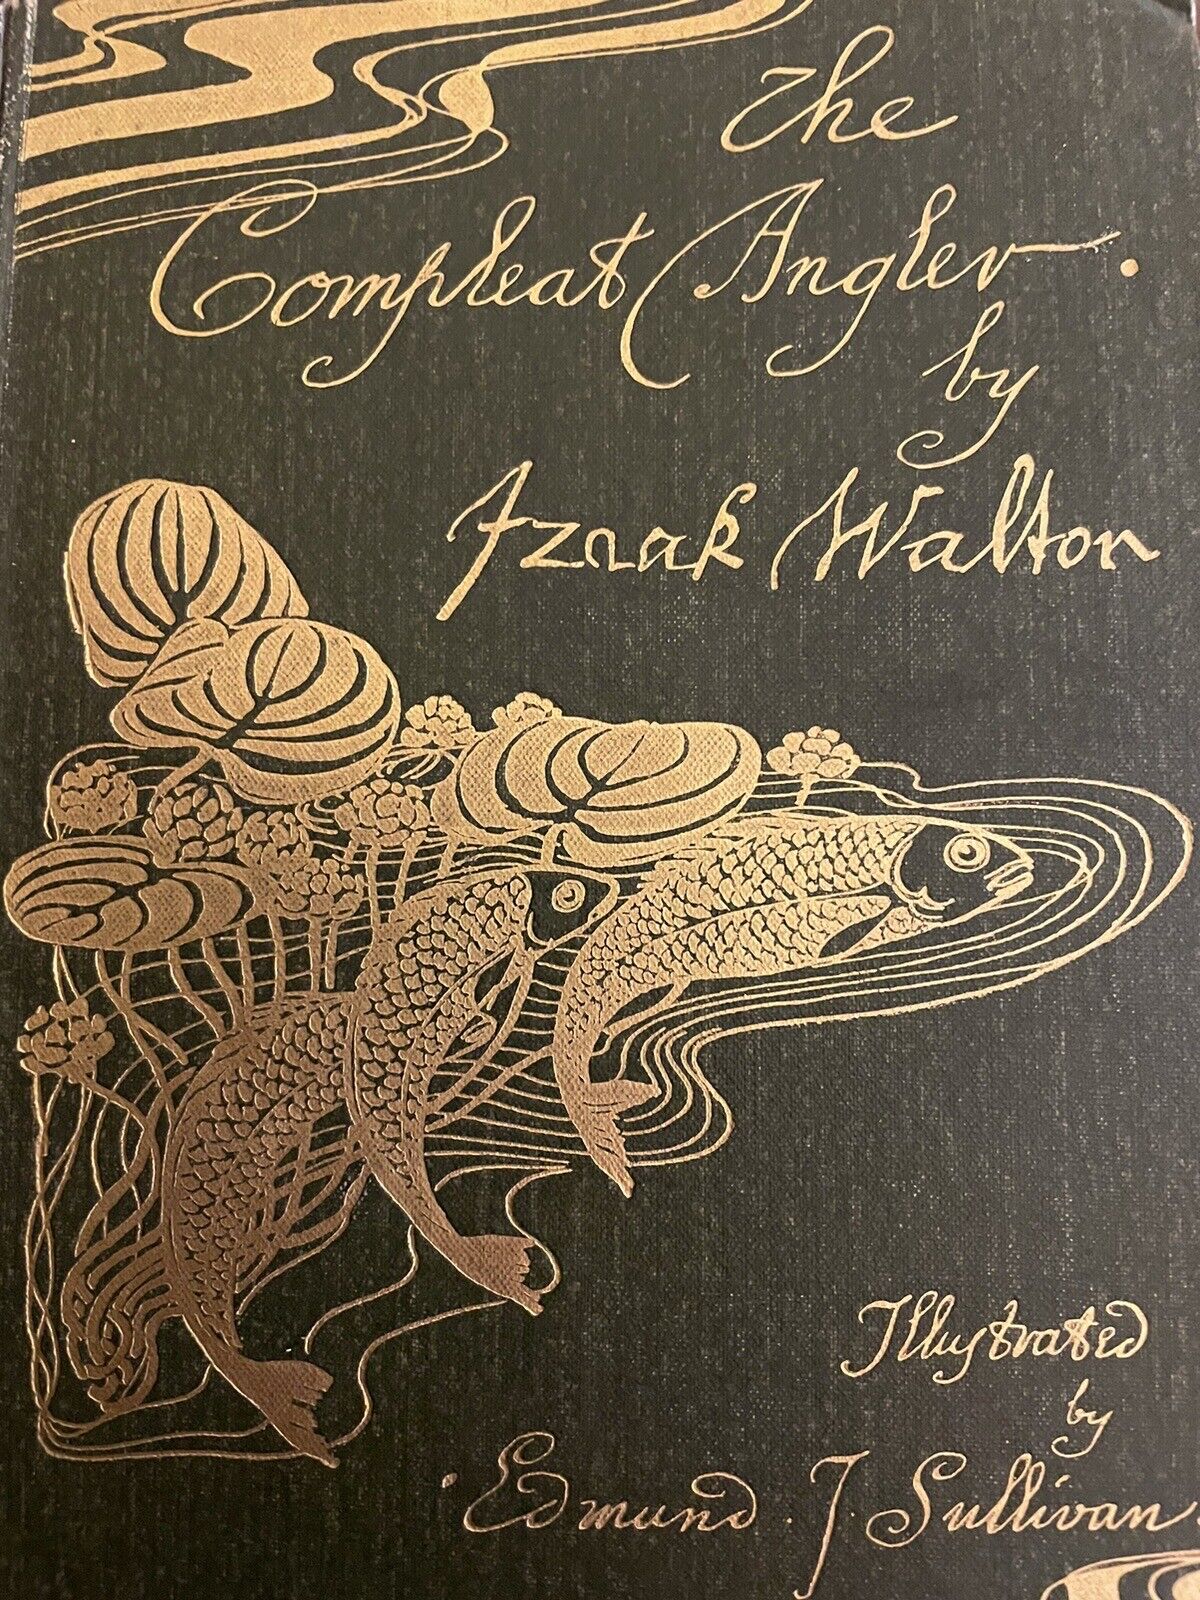 The
Compleat Angler.
by
Izaak Walton
Illustrated
by
Edmund. J. Sullivan.